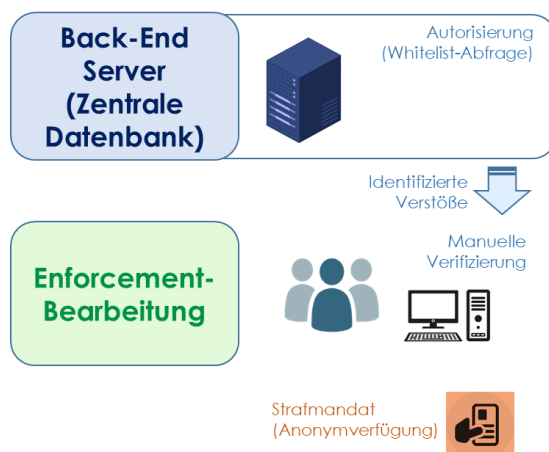 Back-End
Server
(Zentrale
Datenbank)
Autorisierung
(Whitelist-Abfrage)
Identifizierte
Verstöße
Enforcement-
Bearbeitung
Manuelle
Verifizierung
Strafmandat
(Anonymverfügung)